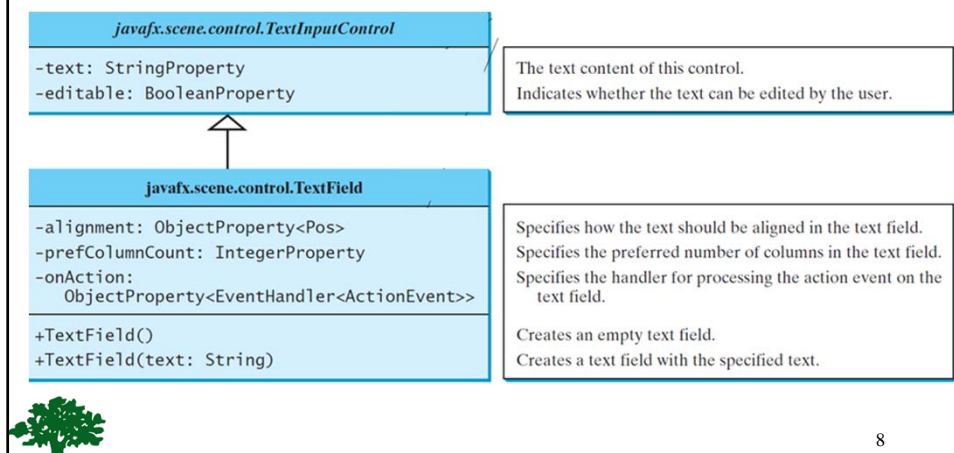 javafx.scene.control.TextInputControl
-text: StringProperty
-editable: BooleanProperty
The text content of this control.
Indicates whether the text can be edited by the user.
javafx.scene.control.TextField
-alignment: ObjectProperty<Pos>
-prefColumnCount: IntegerProperty
-onAction:
ObjectProperty<EventHandler<ActionEvent>>
+TextField()
+TextField(text: String)
Specifies how the text should be aligned in the text field.
Specifies the preferred number of columns in the text field.
Specifies the handler for processing the action event on the
text field.
Creates an empty text field.
Creates a text field with the specified text.
8